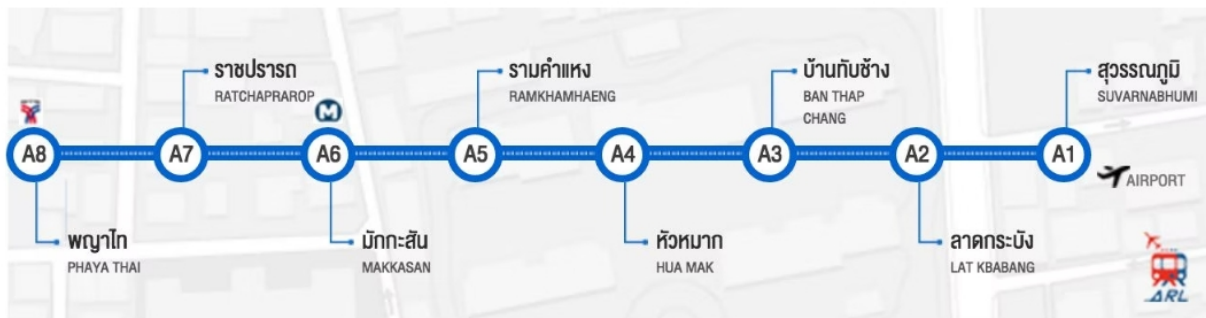 ราชปรารถ
RATCHAPRAROP
รามคำแหง
RAMKHAMHAENG
บ้านทับช้าง
BAN THAP
CHANG
สุวรรณภูมิ
SUVARNABHUMI
M
A8
A7
A6
A5
A4
A3
A2
A1
AIRPORT
พญาไท
PHAYA THAI
มักกะสัน
MAKKASAN
หัวหมาก
HUA MAK
ลาดกระบัง
LAT KBABANG
ARL